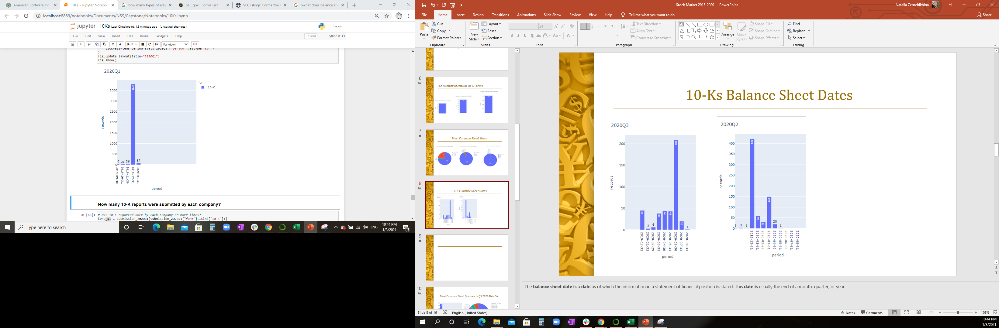 American Software Inc
10Ks - Jupyter Noteboo
how many types of edg
SEC.gov | Forms List
SEC Filings: Forms You
bwhat does balance sh
localhost:8889/notebooks/Documents/NSS/Capstone/Notebooks/10Ks.ipynb
jupyter 10Ks Last Checkpoint: 12 minutes ago (unsaved changes)
Logout
File Edit View Insert Cell Kernel Widgets Help
Trusted Python 3
Run Markdown
)
fig.update_layout(title="2020Q1")
fig.show()
2020Q1
form
10-K
3500
3000
2500
2000
1500
1000
500
0
records
0 31 36 3795 87
2019-09-30
2019-10-31
2019-11-30
2019-12-31
2020-01-31
period
How many 10-K reports were submitted by each company?
In [88]:
# Was 10-K reported once by each company or more times?
tens_q1 = submission_2020q1[submission_2020q1["form"].isin(["10-K"])]
Type here to search
ENG
10:44 PM
1/3/2021
11
Stock Market 2015-2020 - PowerPoint
Natalia Zemchikhina
File Home Insert Design Transitions Animations Slide Show Review View Help Tell me what you want to do
Share
Paste
Cut
Copy
Format Painter
Clipboard
New Slide
Layout
Reset
Section
Slides
24
Font
Text Direction
Align Text
Convert to SmartArt
Paragraph
Arrange
Quick Styles
Shape Fill
Shape Outline
Shape Effects
Drawing
Find
Replace
Select
Editing
6
The Number of Annual 10-K Forms
7
Most Common Fiscal Years
8
10-Ks Balance Sheet Dates
9
10
Most Common Fiscal Quarters in Q3 2020 Data Set
10-Ks Balance Sheet Dates
2020Q3
200
150
100
50
0
records
45 3 6 38 44 43 209 20 1
2019-12-31
2020-01-31
2020-02-29
2020-03-31
2020-04-30
2020-05-31
2020-06-30
2020-07-31
2020-08-31
period
2020Q2
400
350
300
250
200
150
100
50
0
records
2 3 1 421 59 31 149 20 1
2019-12-31
2020-01-31
2020-02-29
2020-03-31
2020-04-30
2020-05-31
2020-06-30
2020-07-31
2020-08-31
period
The balance sheet date is a date as of which the information in a statement of financial position is stated. This date is usually the end of a month, quarter, or year.
Slide 8 of 16
English (United States)
Notes
Comments
103%
10:44 PM
1/3/2021